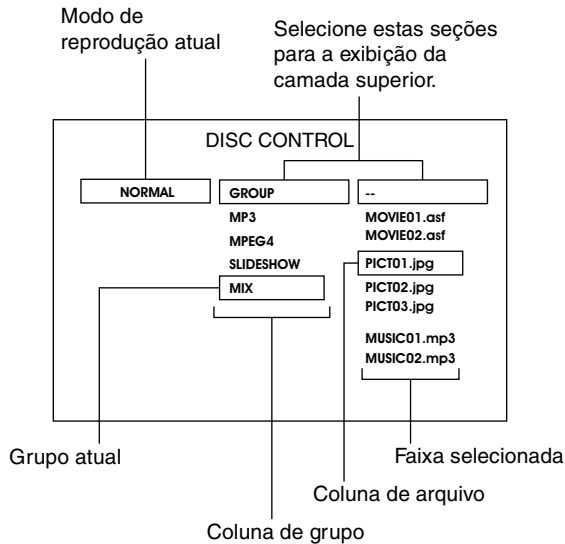 Modo de
reprodução atual
Selecione estas seções
para a exibição da
camada superior.
DISC CONTROL
NORMAL
GROUP
--
MP3
MPEG4
SLIDESHOW
MIX
MOVIE01.asf
MOVIE02.asf
PICT01.jpg
PICT02.jpg
PICT03.jpg
MUSIC01.mp3
MUSIC02.mp3
Grupo atual
Faixa selecionada
Coluna de arquivo
Coluna de grupo